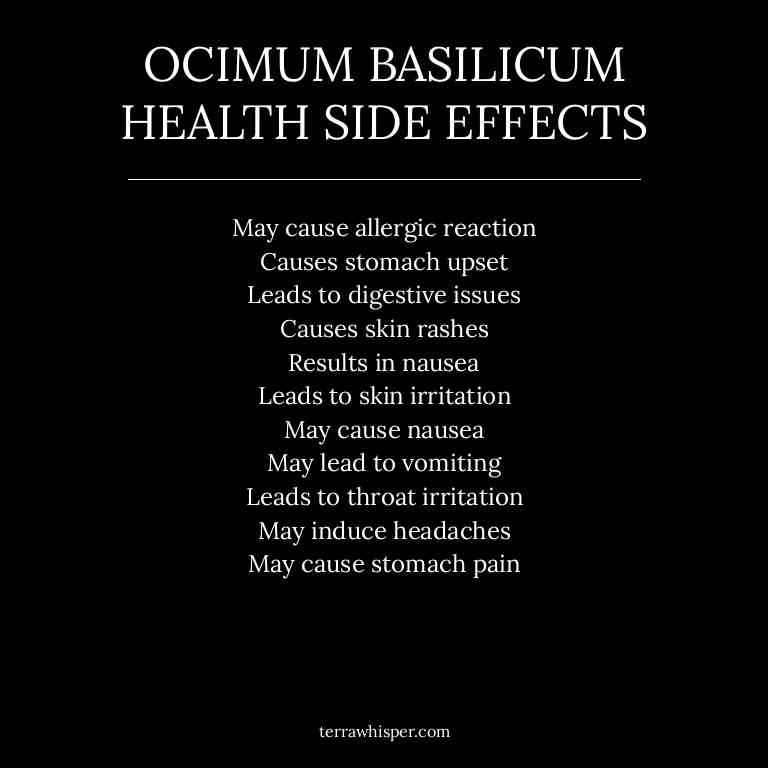 OCIMUM BASILICUM
HEALTH SIDE EFFECTS
May cause allergic reaction
Causes stomach upset
Leads to digestive issues
Causes skin rashes
Results in nausea
Leads to skin irritation
May cause nausea
May lead to vomiting
Leads to throat irritation
May induce headaches
May cause stomach pain
terrawhisper.com